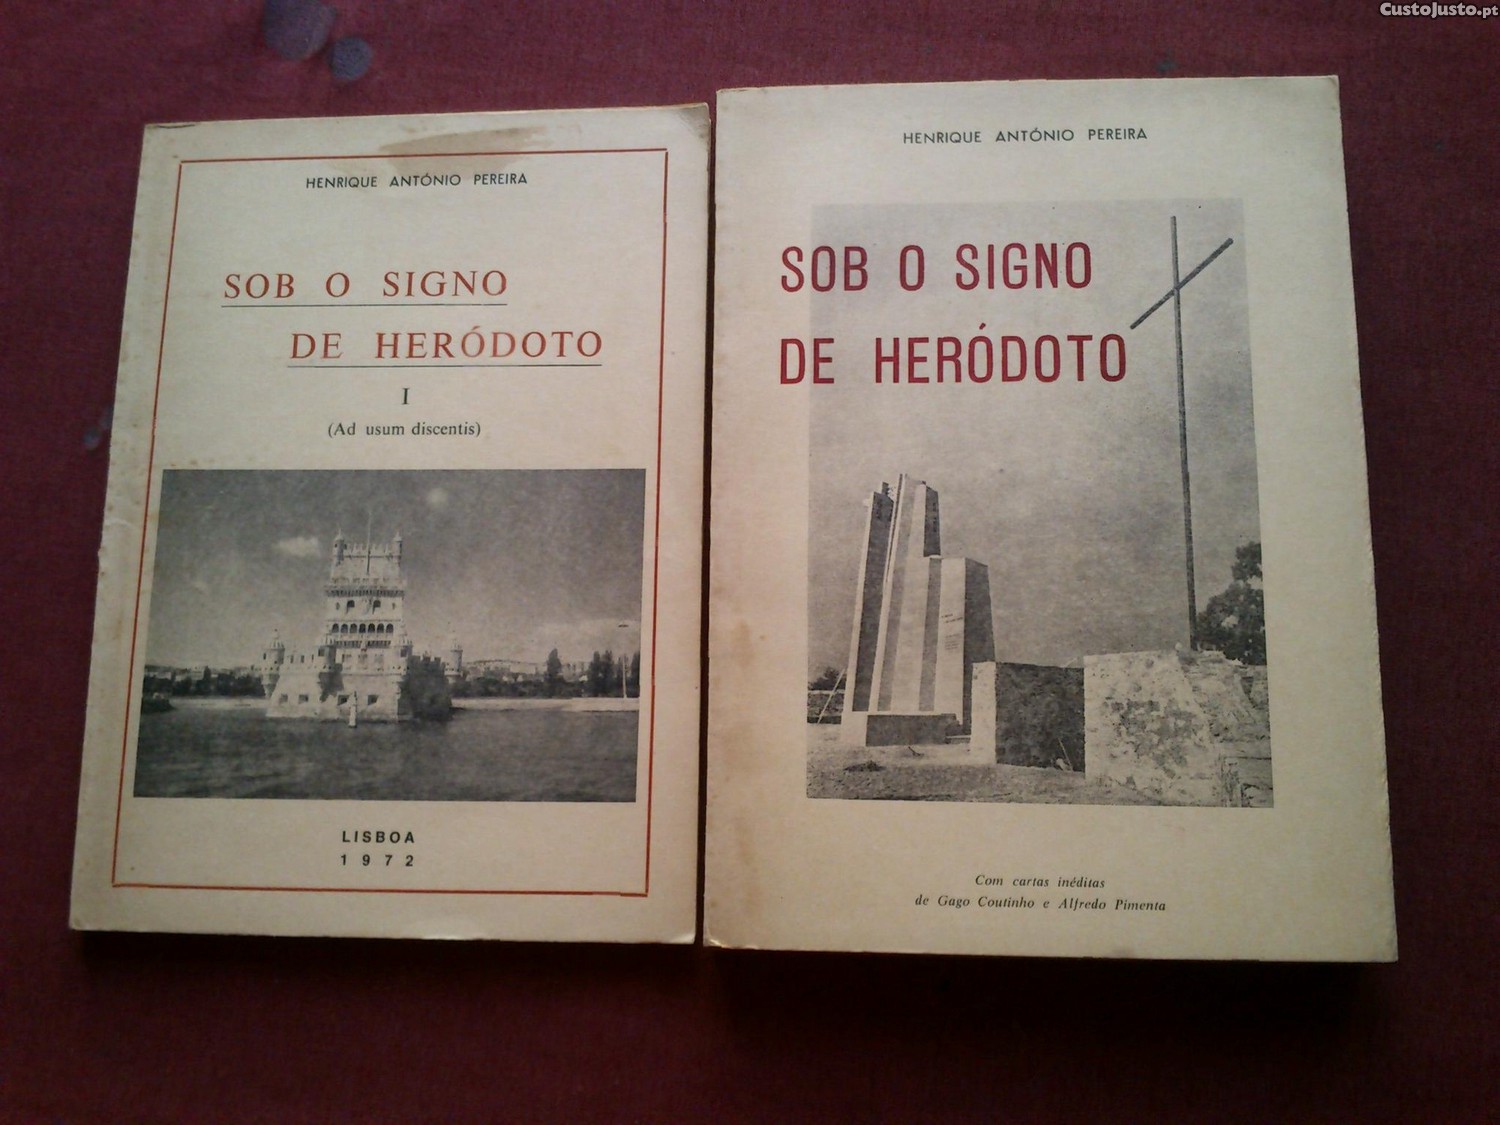 CustoJusto.pt
HENRIQUE ANTÓNIO PEREIRA
SOB O SIGNO
DE HERÓDOTO
I
(Ad usum discentis)
LISBOA
1972
HENRIQUE ANTÓNIO PEREIRA
SOB O SIGNO
DE HERÓDOTO
Com cartas inéditas
de Gago Coutinho e Alfredo Pimenta